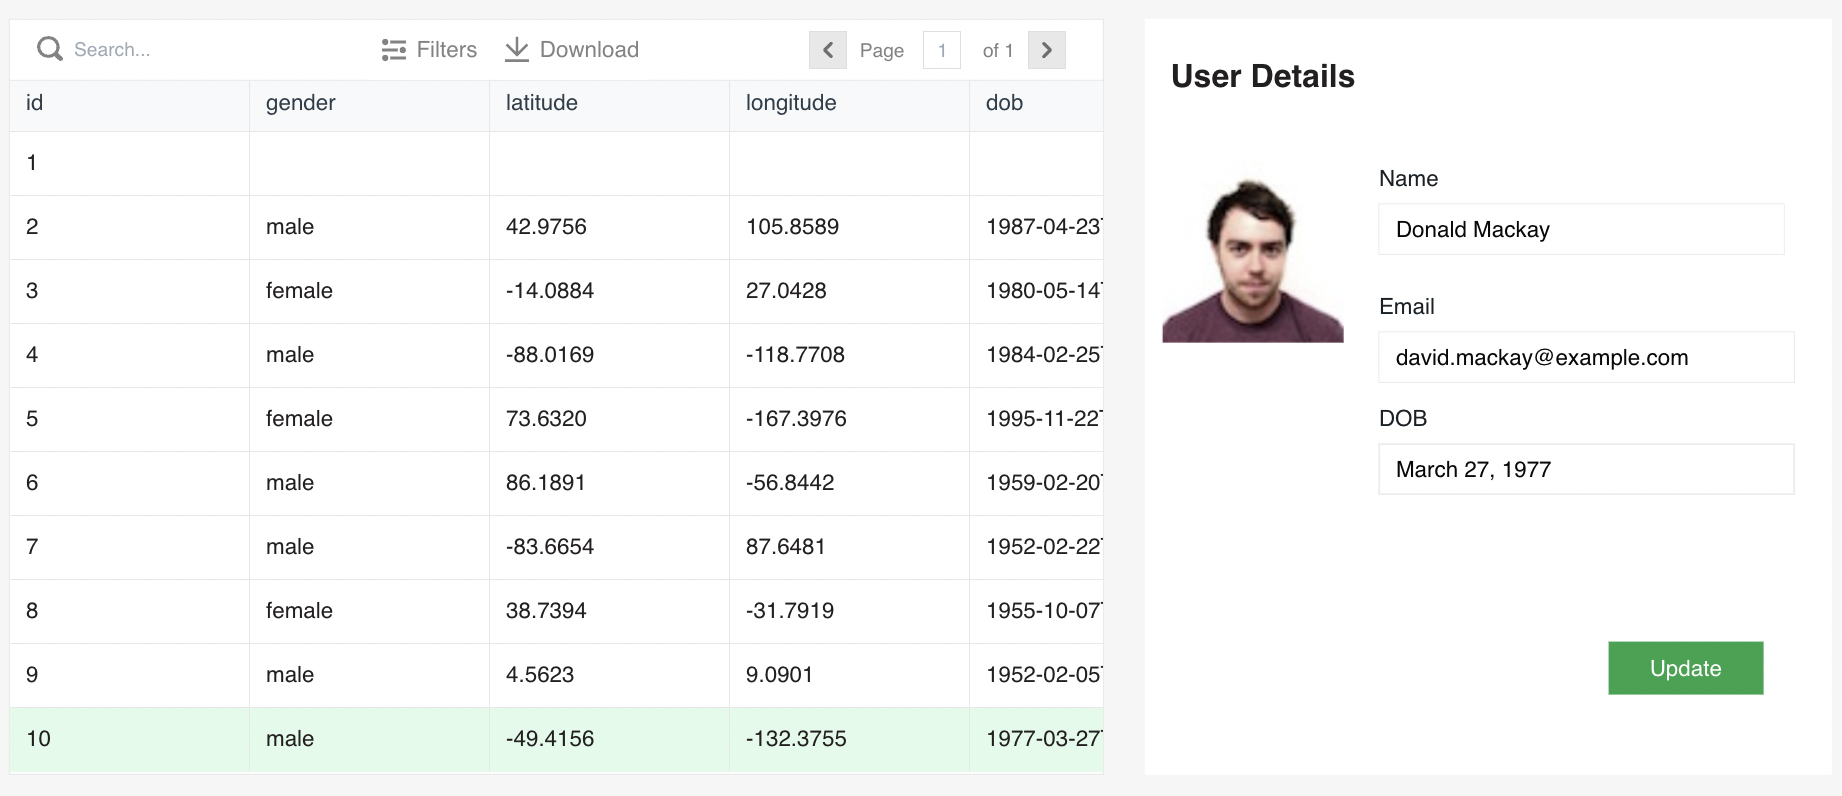 Search... Filters Download Page 1 of 1
id gender latitude longitude dob
1
2 male 42.9756 105.8589 1987-04-23
3 female -14.0884 27.0428 1980-05-14
4 male -88.0169 -118.7708 1984-02-25
5 female 73.6320 -167.3976 1995-11-22
6 male 86.1891 -56.8442 1959-02-20
7 male -83.6654 87.6481 1952-02-22
8 female 38.7394 -31.7919 1955-10-07
9 male 4.5623 9.0901 1952-02-05
10 male -49.4156 -132.3755 1977-03-27
User Details
Name
Donald Mackay
Email
david.mackay@example.com
DOB
March 27, 1977
Update